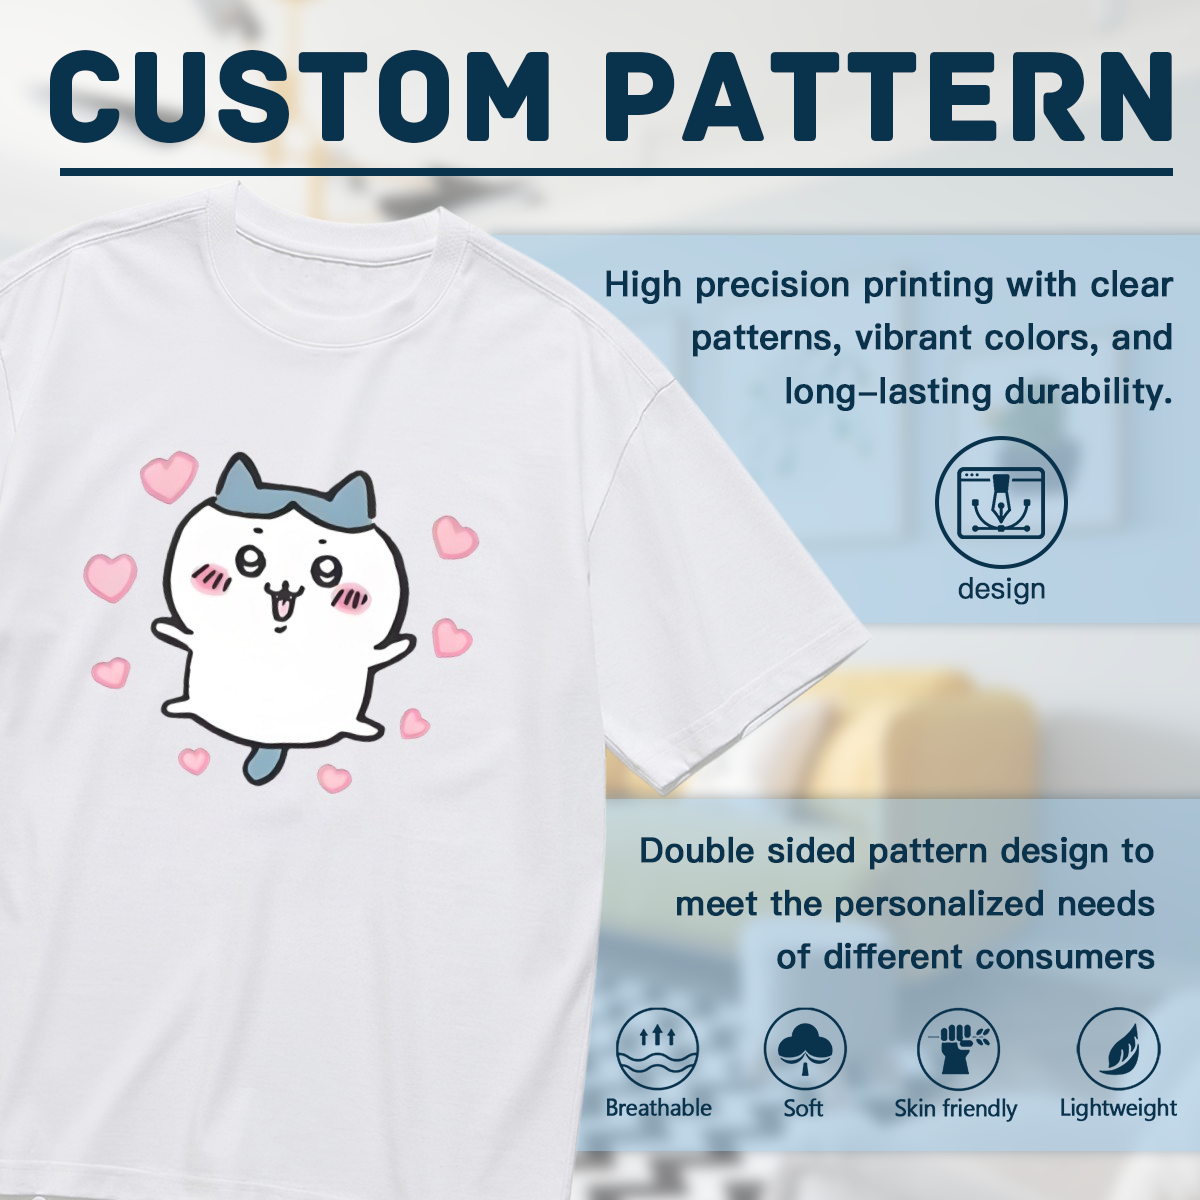 CUSTOM PATTERN
High precision printing with clear
patterns, vibrant colors, and
long-lasting durability.
design
Double sided pattern design to
meet the personalized needs
of different consumers
Breathable
Soft
Skin friendly
Lightweight